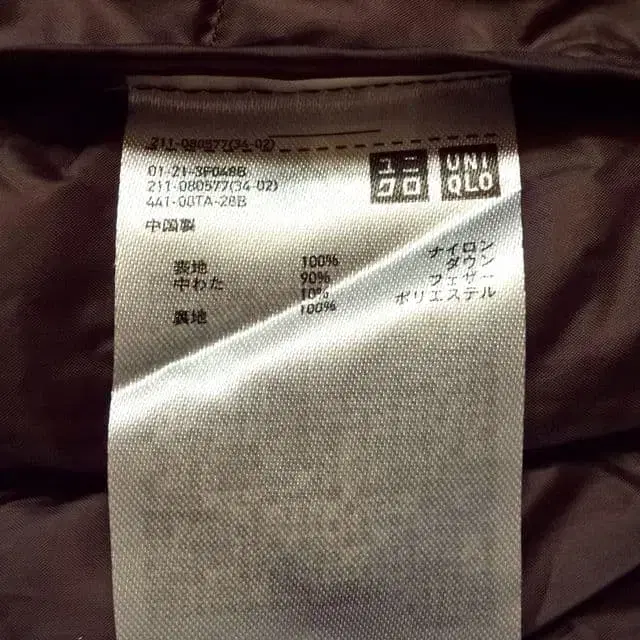 211-080577(34-02)
ユニクロ
UNIQLO
01-21-3F048B
211-080577(34-02)
441-08TA-28B
中国製
表地 100% ナイロン
中わた 90% ダウン
10% フェザー
裏地 100% ポリエステル